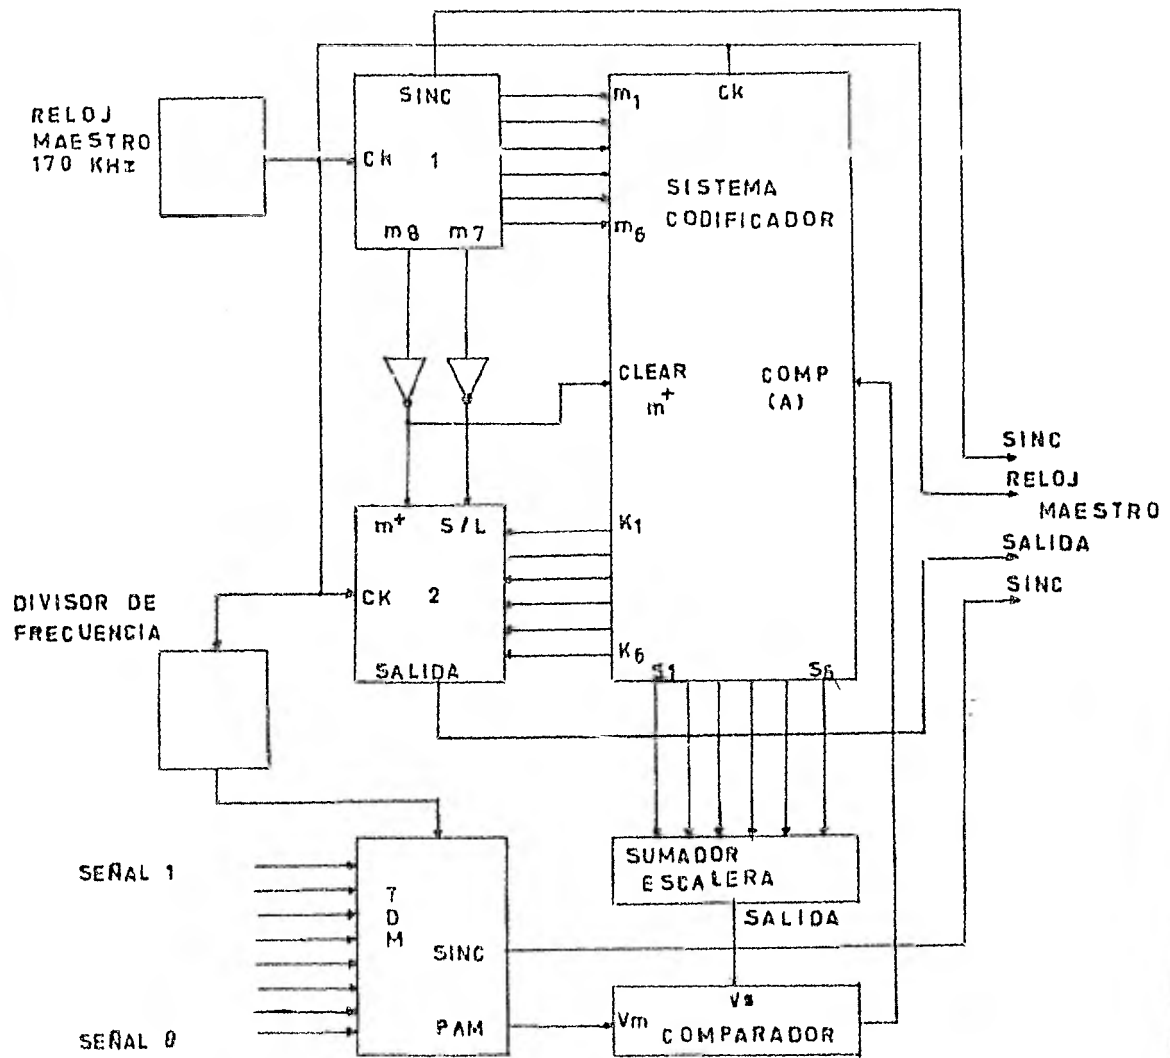 RELOJ
MAESTRO
170 KHz
SINC
CK 1
m8 m7
m1
CK
SISTEMA
CODIFICADOR
m6
CLEAR
m+
COMP
(A)
SINC
RELOJ
MAESTRO
SALIDA
SINC
m+ S/L
CK 2
SALIDA
K1
K6
S1
S6
DIVISOR DE
FRECUENCIA
SEÑAL 1
SEÑAL 8
TDM
SINC
PAM
SUMADOR
ESCALERA
SALIDA
Vs
Vm
COMPARADOR